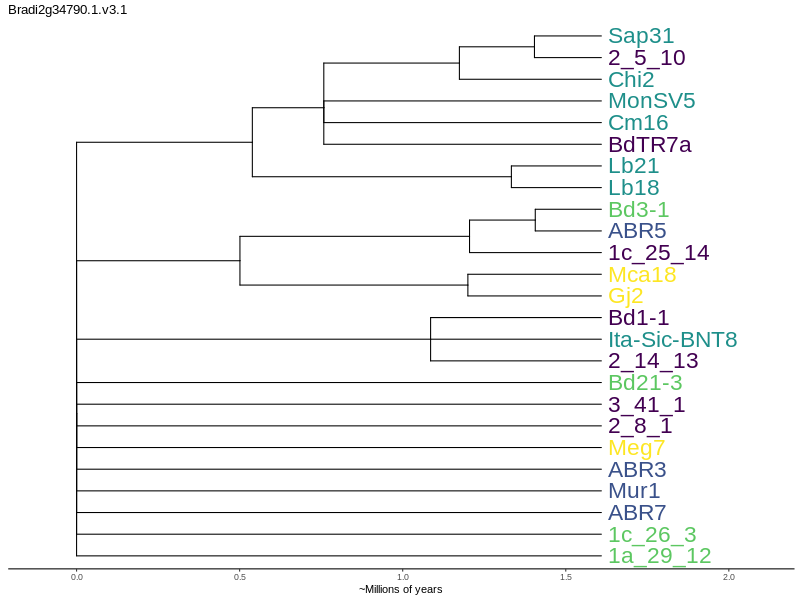 Bradi2g34790.1.v3.1
Sap31
2_5_10
Chi2
MonSV5
Cm16
BdTR7a
Lb21
Lb18
Bd3-1
ABR5
1c_25_14
Mca18
Gj2
Bd1-1
Ita-Sic-BNT8
2_14_13
Bd21-3
3_41_1
2_8_1
Meg7
ABR3
Mur1
ABR7
1c_26_3
1a_29_12
0.0 0.5 1.0 1.5 2.0
~Millions of years